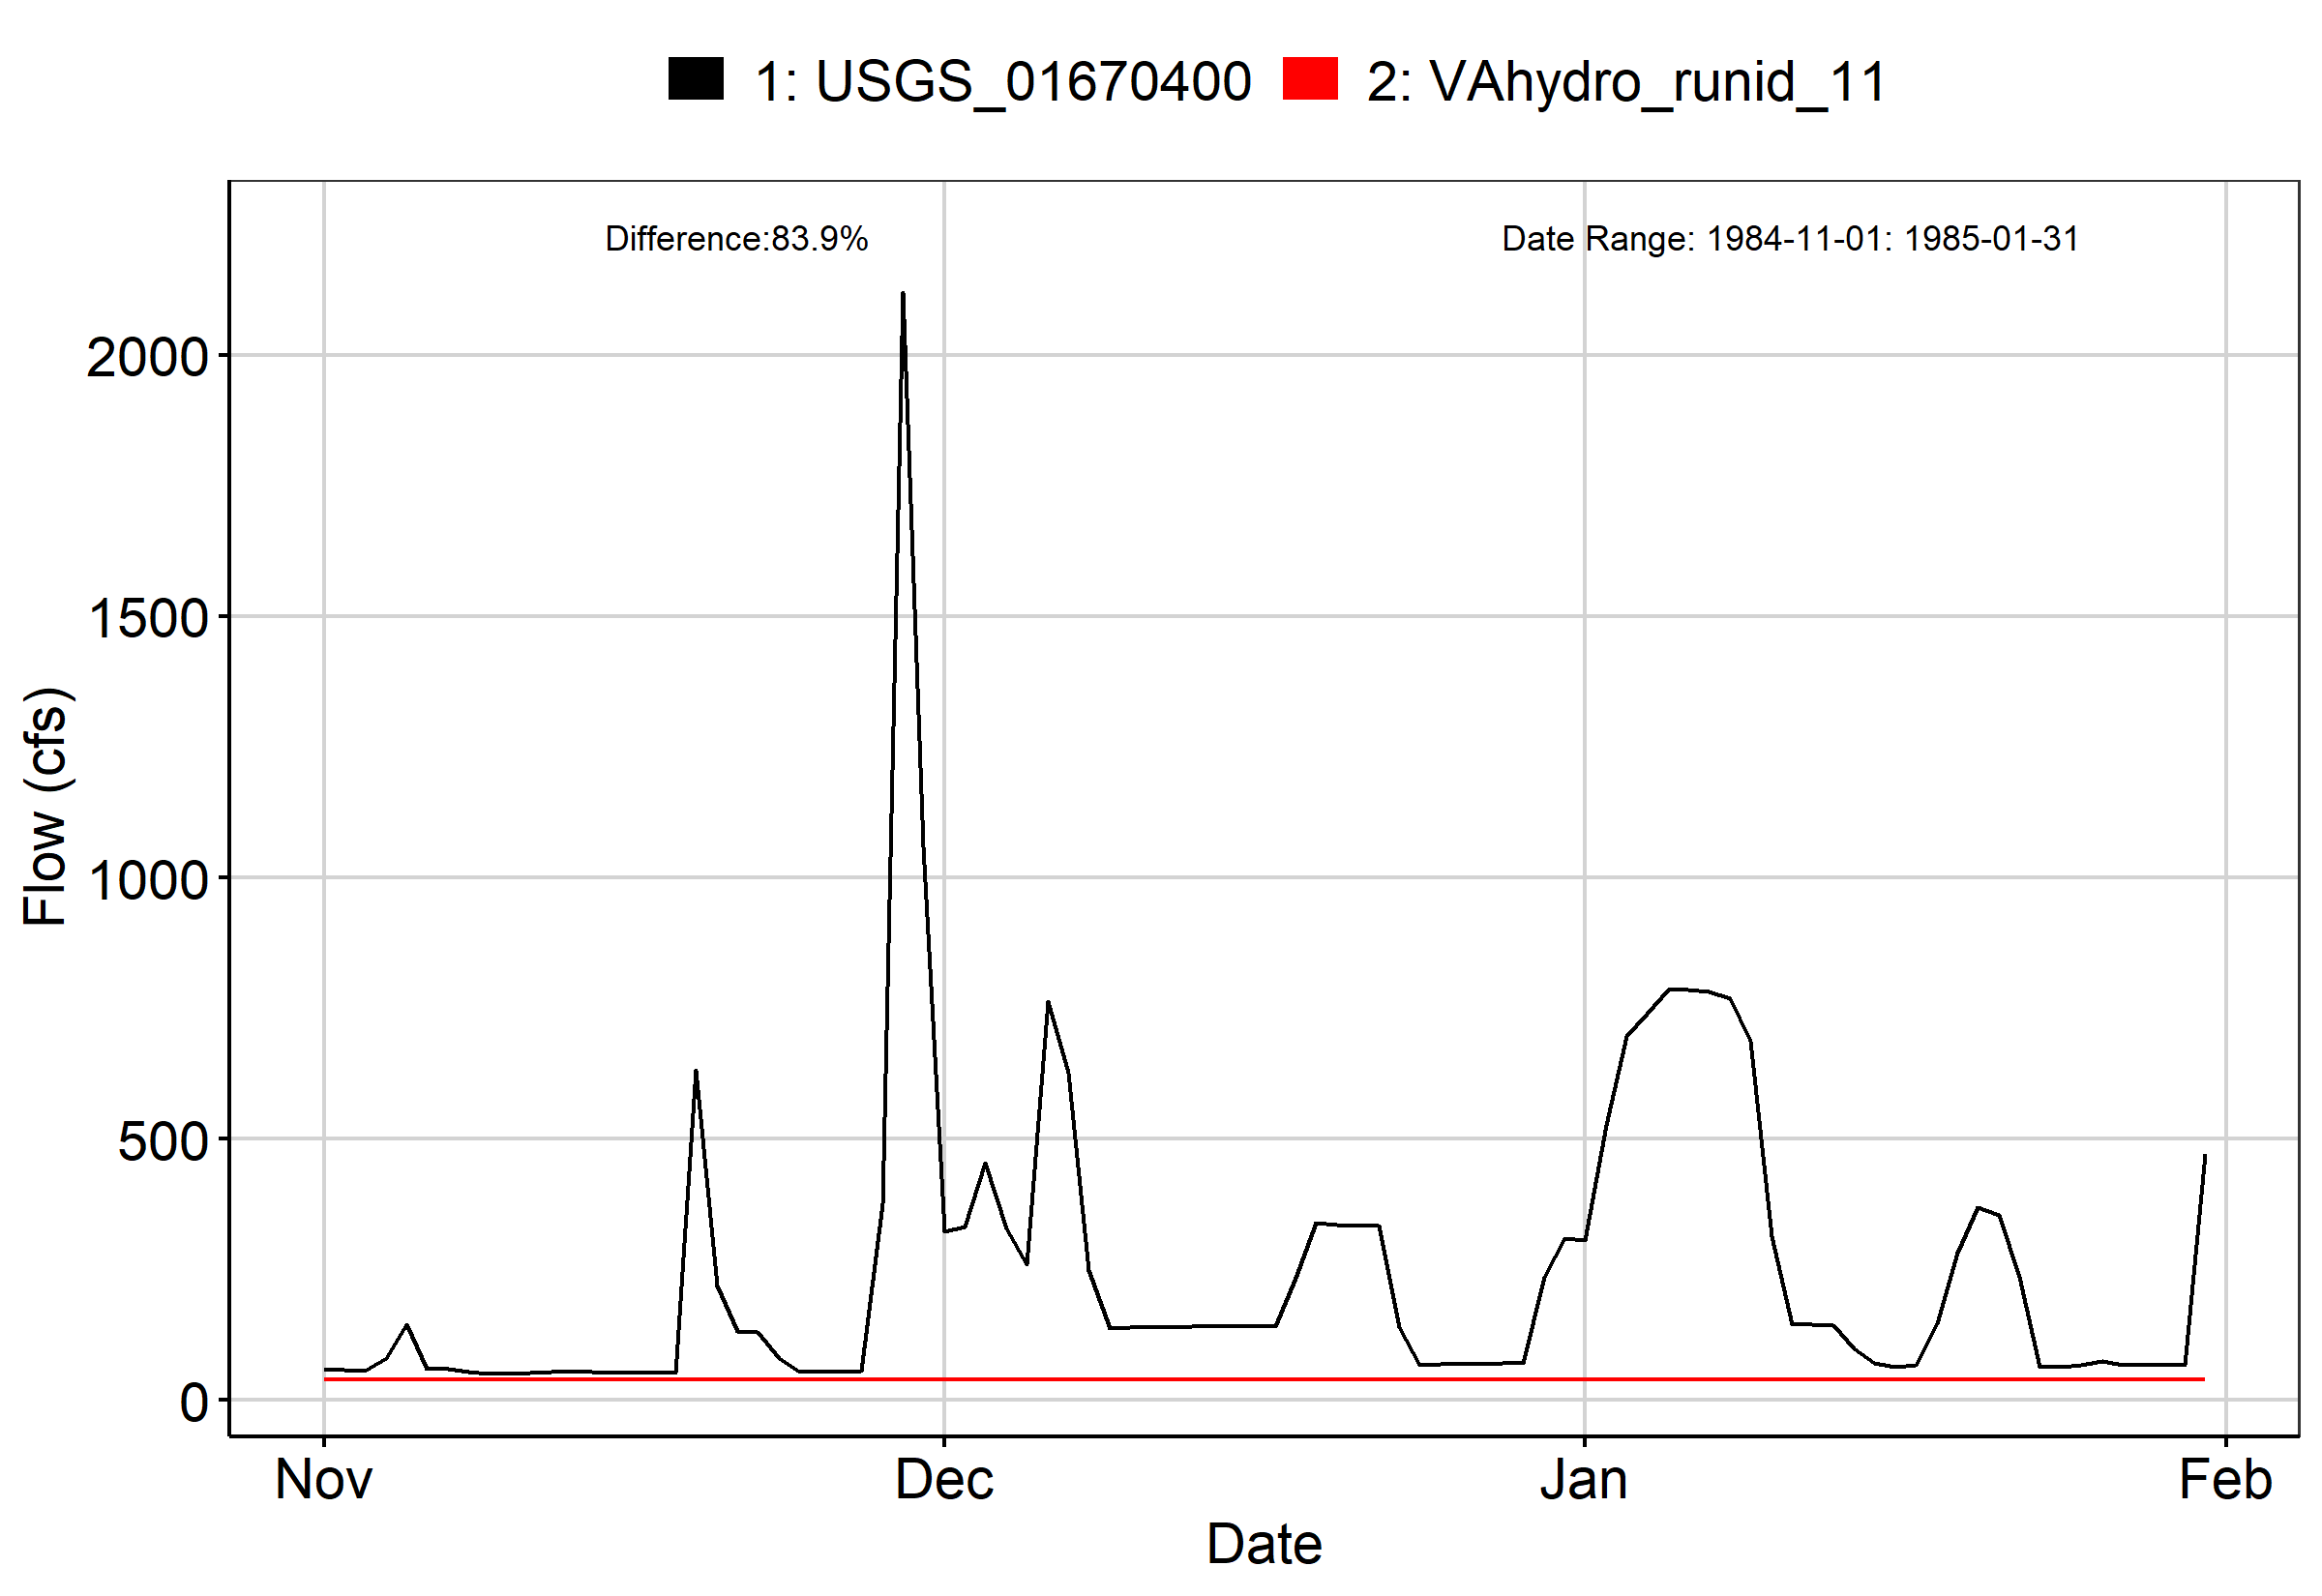 1: USGS_01670400 2: VAhydro_runid_11
Difference:83.9% Date Range: 1984-11-01: 1985-01-31
2000
1500
1000
500
0
Flow (cfs)
Nov Dec Jan Feb
Date